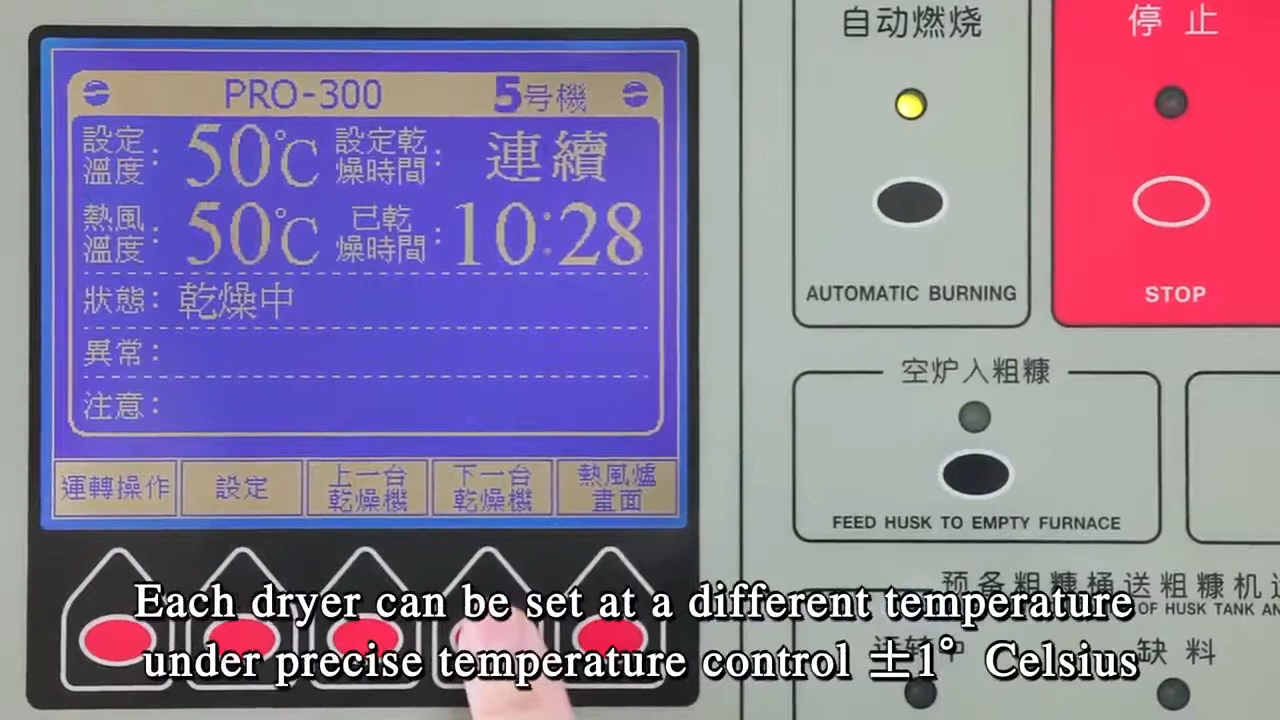 PRO-300 5号機
設定溫度: 50℃ 設定乾燥時間: 連續
熱風溫度: 50℃ 已乾燥時間: 10:28
狀態: 乾燥中
異常:
注意:
運轉操作 設定 上一台乾燥機 下一台乾燥機 熱風爐畫面
自动燃烧
AUTOMATIC BURNING
停止
STOP
空炉入粗糠
FEED HUSK TO EMPTY FURNACE
预备粗糠桶送粗糠机
OF HUSK TANK AN
运转中
缺料
Each dryer can be set at a different temperature
under precise temperature control ±1° Celsius